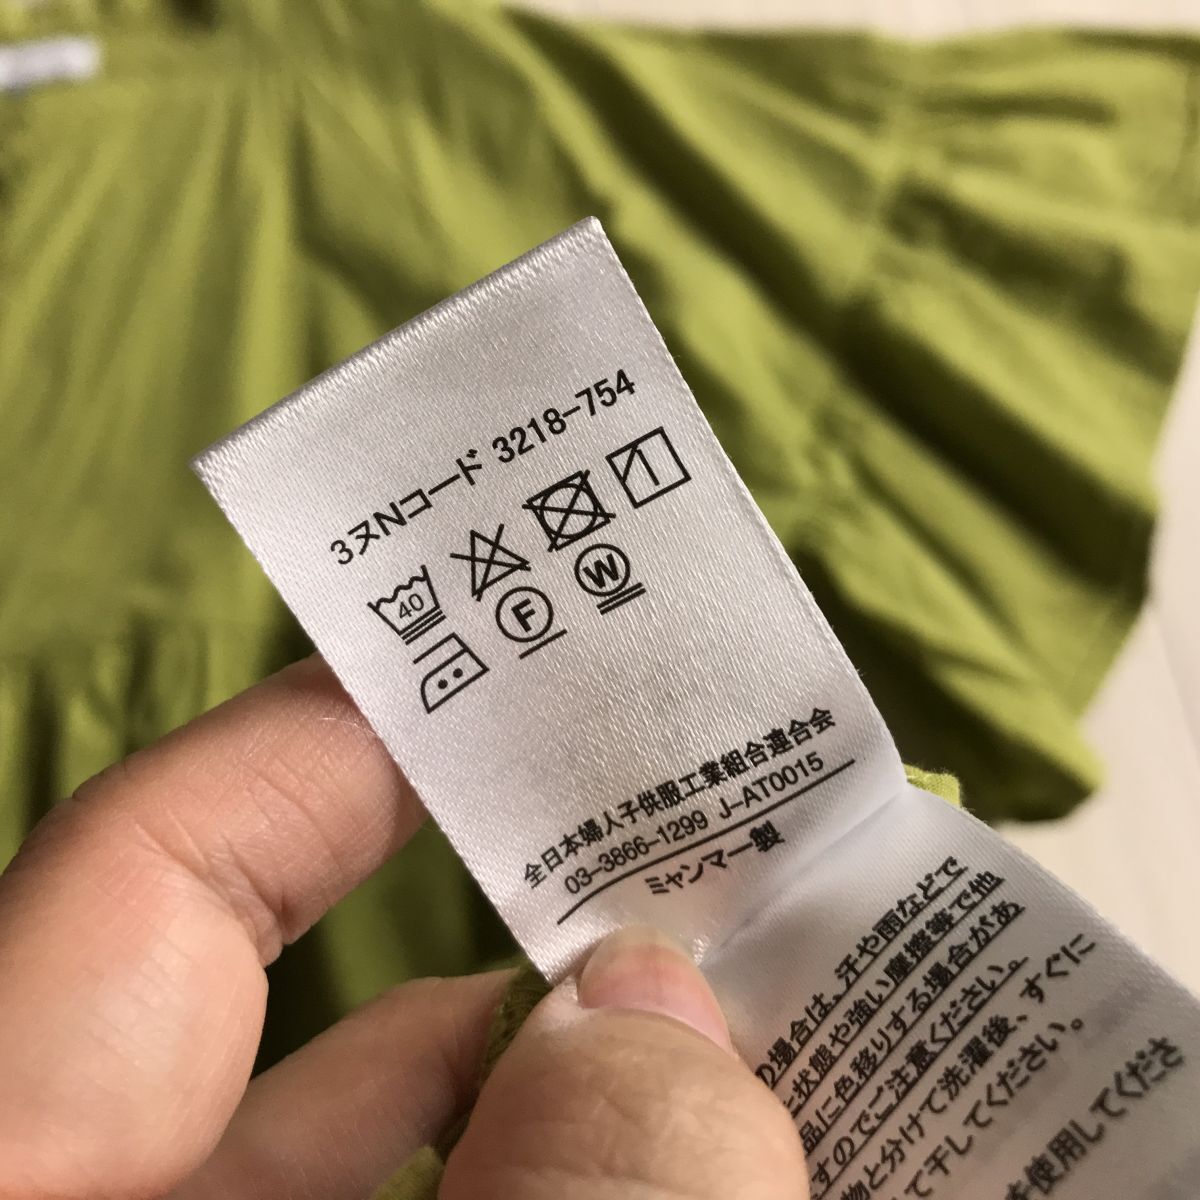 3ヌNコード 3218-754
40
1
F
W
全日本婦人子供服工業組合連合会
03-3866-1299 J-AT0015
ミャンマー製
の場合は、汗や雨などで
状態や強い摩擦等で他
品に色移りする場合があ
すのでご注意ください。
物と分けて洗濯後、すぐに
て干してください。
使用してくださ